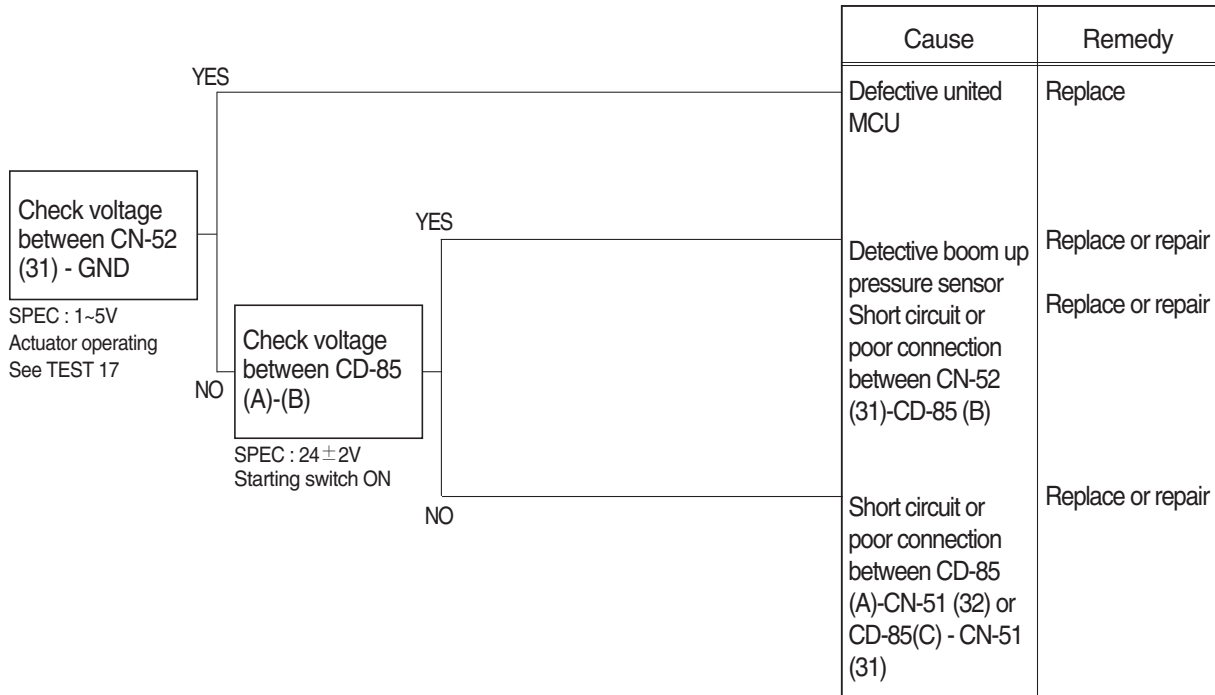 Cause
Remedy
YES
Defective united
MCU
Replace
Check voltage
between CN-52
(31) - GND
SPEC : 1~5V
Actuator operating
See TEST 17
NO
YES
Detective boom up
pressure sensor
Replace or repair
Short circuit or
poor connection
between CN-52
(31)-CD-85 (B)
Replace or repair
Check voltage
between CD-85
(A)-(B)
SPEC : 24±2V
Starting switch ON
NO
Short circuit or
poor connection
between CD-85
(A)-CN-51 (32) or
CD-85(C) - CN-51
(31)
Replace or repair